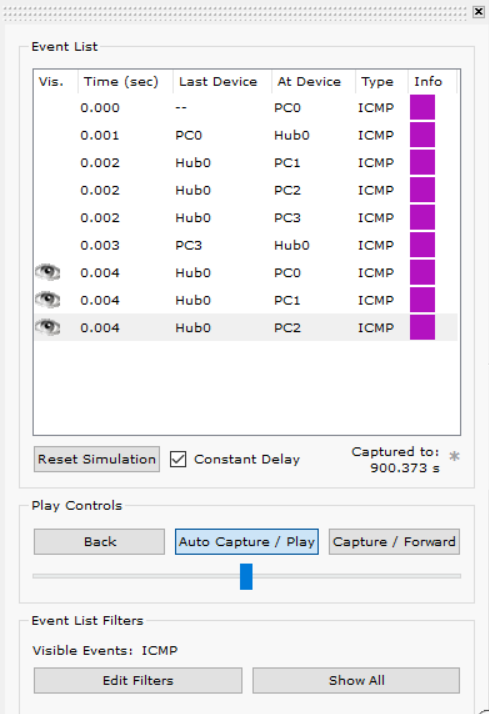 Event List
Vis. Time (sec) Last Device At Device Type Info
0.000 -- PC0 ICMP
0.001 PC0 Hub0 ICMP
0.002 Hub0 PC1 ICMP
0.002 Hub0 PC2 ICMP
0.002 Hub0 PC3 ICMP
0.003 PC3 Hub0 ICMP
0.004 Hub0 PC0 ICMP
0.004 Hub0 PC1 ICMP
0.004 Hub0 PC2 ICMP
Reset Simulation Constant Delay Captured to: *
900.373 s
Play Controls
Back Auto Capture / Play Capture / Forward
Event List Filters
Visible Events: ICMP
Edit Filters Show All